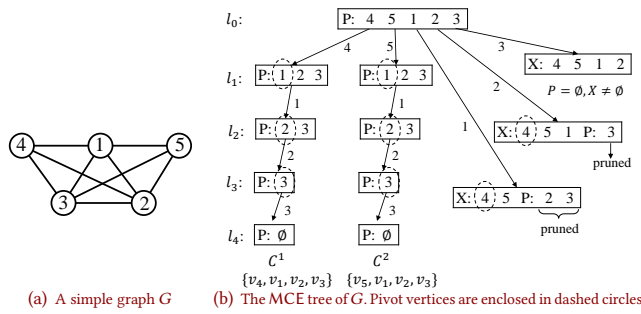 4 1 5
3 2
(a) A simple graph G
l₀: P: 4 5 1 2 3
4 5 1 2 3
l₁: P: 1 2 3 P: 1 2 3 X: 4 5 1 2
P = ∅, X ≠ ∅
1 1
l₂: P: 2 3 P: 2 3 X: 4 5 1 P: 3
pruned
2 2
l₃: P: 3 P: 3 X: 4 5 P: 2 3
pruned
3 3
l₄: P: ∅ P: ∅
C¹ C²
{v₄, v₁, v₂, v₃} {v₅, v₁, v₂, v₃}
(b) The MCE tree of G. Pivot vertices are enclosed in dashed circles